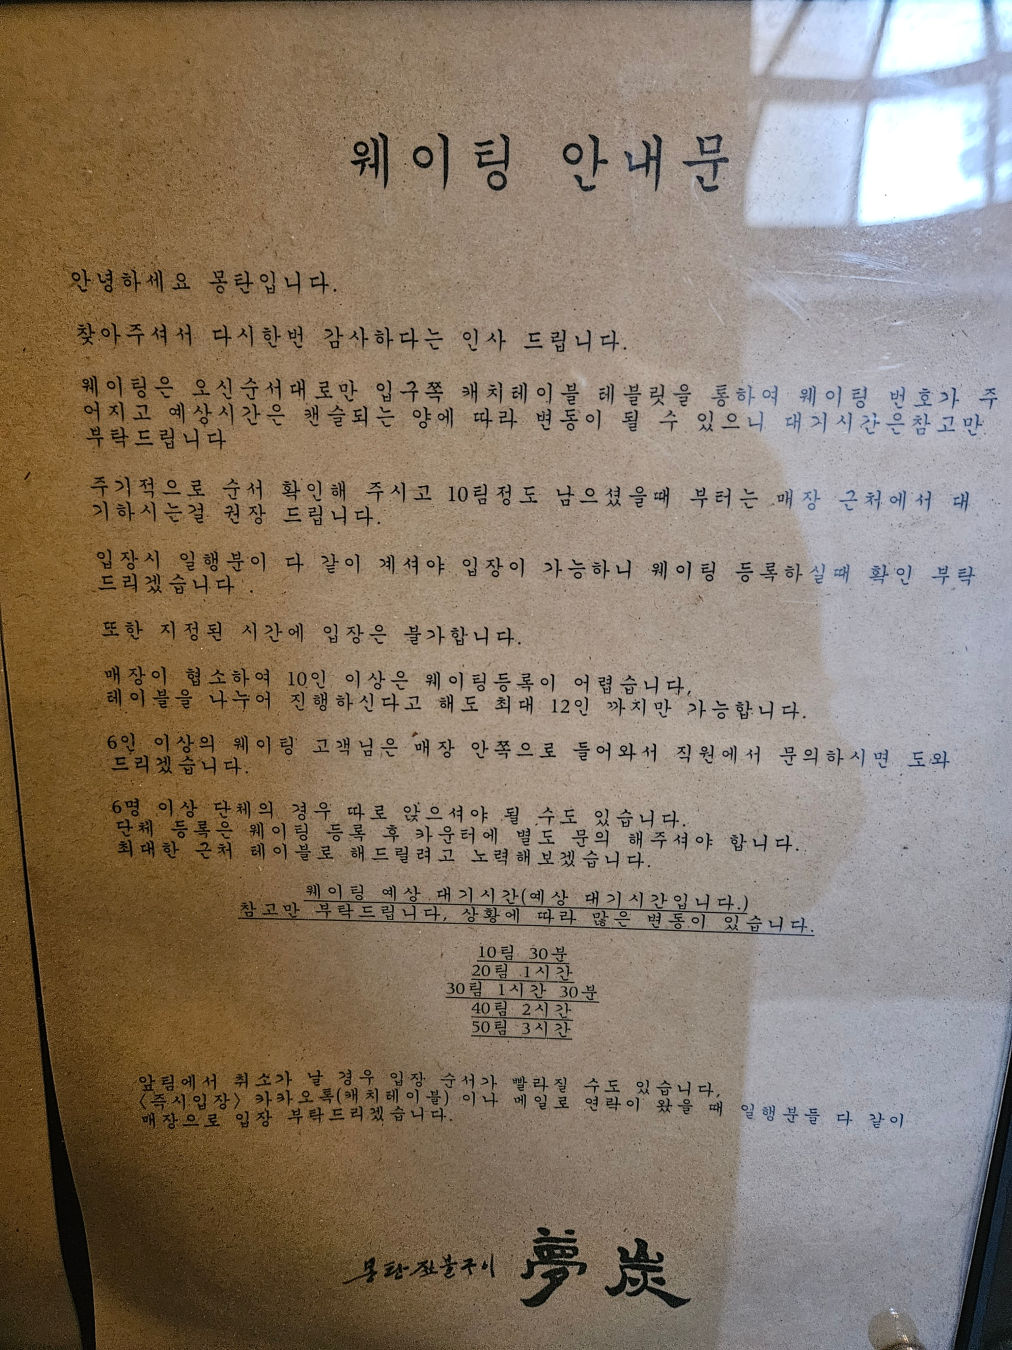 웨이팅 안내문
안녕하세요 몽탄입니다.
찾아주셔서 다시한번 감사하다는 인사 드립니다.
웨이팅은 오신순서대로만 입구쪽 캐치테이블 테블릿을 통하여 웨이팅 번호가 주
어지고 예상시간은 캔슬되는 양에 따라 변동이 될 수 있으니 대기시간은참고만
부탁드립니다
주기적으로 순서 확인해 주시고 10팀정도 남으셨을때 부터는 매장 근처에서 대
기하시는걸 권장 드립니다.
입장시 일행분이 다 같이 계셔야 입장이 가능하니 웨이팅 등록하실때 확인 부탁
드리겠습니다 .
또한 지정된 시간에 입장은 불가합니다.
매장이 협소하여 10인 이상은 웨이팅등록이 어렵습니다,
테이블을 나누어 진행하신다고 해도 최대 12인 까지만 가능합니다.
6인 이상의 웨이팅 고객님은 매장 안쪽으로 들어와서 직원에서 문의하시면 도와
드리겠습니다.
6명 이상 단체의 경우 따로 앉으셔야 될 수도 있습니다.
단체 등록은 웨이팅 등록 후 카운터에 별도 문의 해주셔야 합니다.
최대한 근처 테이블로 해드릴려고 노력해보겠습니다.
웨이팅 예상 대기시간(예상 대기시간입니다.)
참고만 부탁드립니다, 상황에 따라 많은 변동이 있습니다.
10팀 30분
20팀 1시간
30팀 1시간 30분
40팀 2시간
50팀 3시간
앞팀에서 취소가 날 경우 입장 순서가 빨라질 수도 있습니다,
〈즉시입장〉 카카오톡(캐치테이블) 이나 메일로 연락이 왔을 때 일행분들 다 같이
매장으로 입장 부탁드리겠습니다.
몽탄짚불구이 夢炭